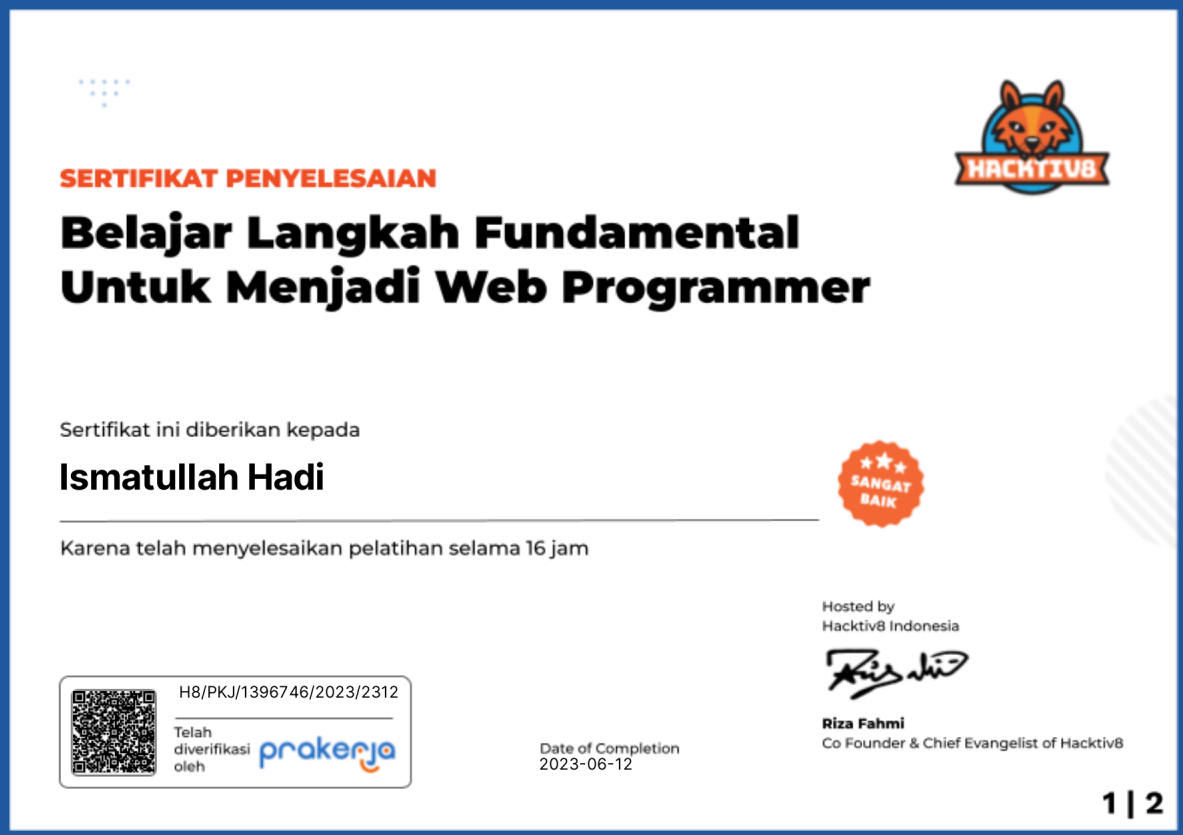 HACKTIV8
SERTIFIKAT PENYELESAIAN
Belajar Langkah Fundamental
Untuk Menjadi Web Programmer
Sertifikat ini diberikan kepada
Ismatullah Hadi
SANGAT
BAIK
Karena telah menyelesaikan pelatihan selama 16 jam
Hosted by
Hacktiv8 Indonesia
Riza Fahmi
Co Founder & Chief Evangelist of Hacktiv8
H8/PKJ/1396746/2023/2312
Telah
diverifikasi
oleh
prakerja
Date of Completion
2023-06-12
1 | 2